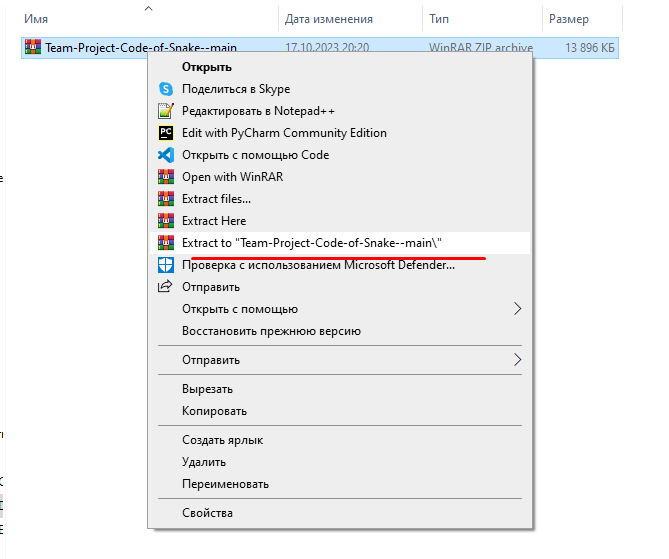 Имя Дата изменения Тип Размер
Team-Project-Code-of-Snake--main 17.10.2023 20:20 WinRAR ZIP archive 13 896 КБ
Открыть
Поделиться в Skype
Редактировать в Notepad++
Edit with PyCharm Community Edition
Открыть с помощью Code
Open with WinRAR
Extract files...
Extract Here
Extract to "Team-Project-Code-of-Snake--main\"
Проверка с использованием Microsoft Defender...
Отправить
Открыть с помощью
Восстановить прежнюю версию
Отправить
Вырезать
Копировать
Создать ярлык
Удалить
Переименовать
Свойства